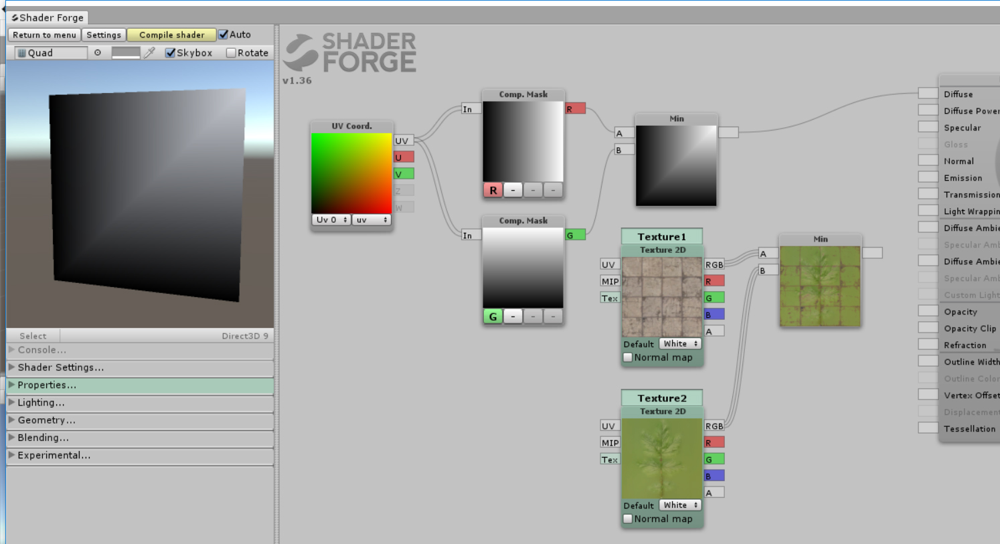 Shader Forge
Return to menu Settings Compile shader Auto
Quad Skybox Rotate
Select Direct3D 9
Console...
Shader Settings...
Properties...
Lighting...
Geometry...
Blending...
Experimental...
SHADER
FORGE
v1.36
UV Coord.
UV
U
V
Z
W
Uv 0 uv
Comp. Mask
In R
R - - -
Comp. Mask
In G
G - - -
Min
A
B
Texture1
Texture 2D
UV RGB
MIP R
Tex G
B
A
Default White
Normal map
Texture2
Texture 2D
UV RGB
MIP R
Tex G
B
A
Default White
Normal map
Min
A
B
Diffuse
Diffuse Power
Specular
Gloss
Normal
Emission
Transmission
Light Wrappin
Diffuse Ambie
Specular Amb
Diffuse Ambie
Specular Amb
Custom Light
Opacity
Opacity Clip
Refraction
Outline Width
Outline Color
Vertex Offset
Displacement
Tessellation